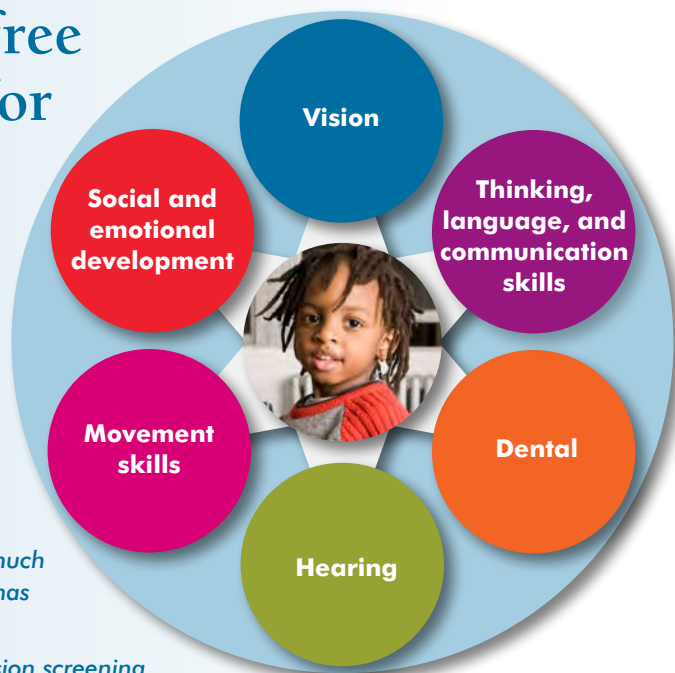 free
for
Vision
Social and
emotional
development
Thinking,
language, and
communication
skills
Movement
skills
Dental
Hearing
much
has
vision screening